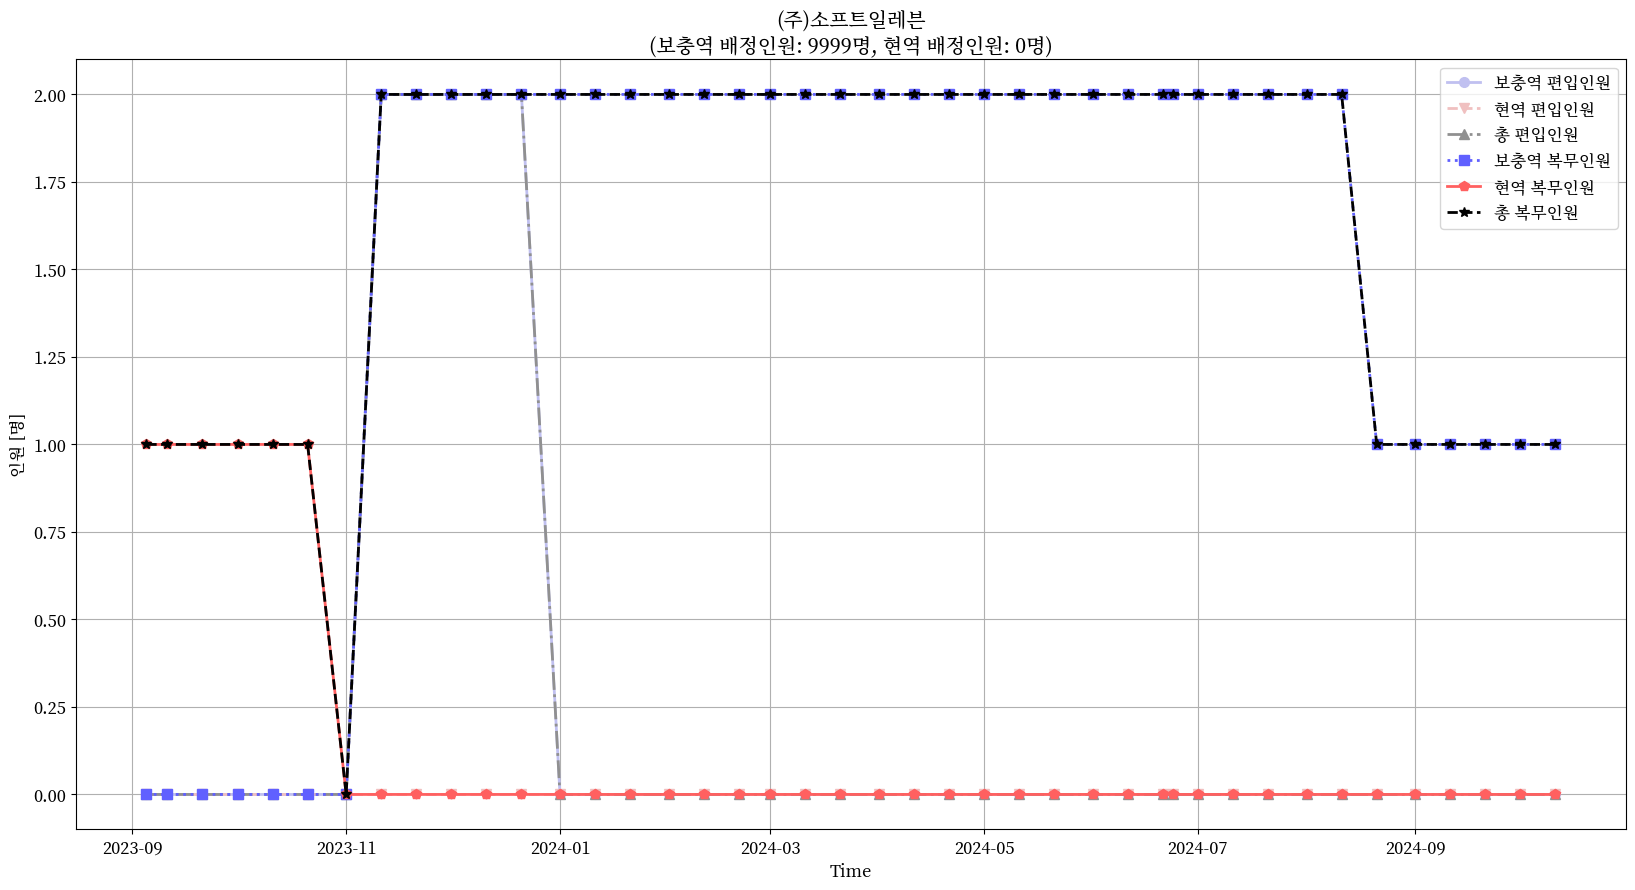 (주)소프트일레븐
(보충역 배정인원: 9999명, 현역 배정인원: 0명)
보충역 편입인원
현역 편입인원
총 편입인원
보충역 복무인원
현역 복무인원
총 복무인원
인원 [명]
2.00
1.75
1.50
1.25
1.00
0.75
0.50
0.25
0.00
2023-09 2023-11 2024-01 2024-03 2024-05 2024-07 2024-09
Time